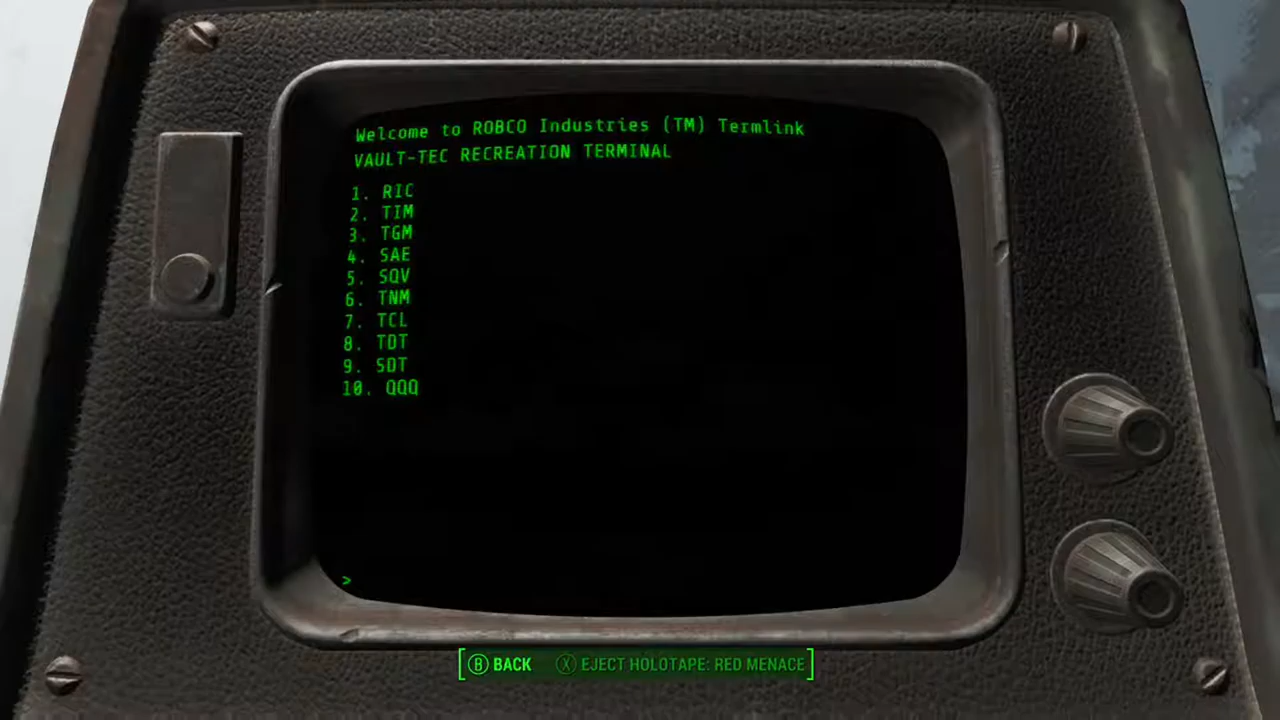 Welcome to ROBCO Industries (TM) Termlink
VAULT-TEC RECREATION TERMINAL
1. RIC
2. TIM
3. TGM
4. SAE
5. SQV
6. TNM
7. TCL
8. TDT
9. SDT
10. QQQ
>
(B) BACK (X) EJECT HOLOTAPE: RED MENACE